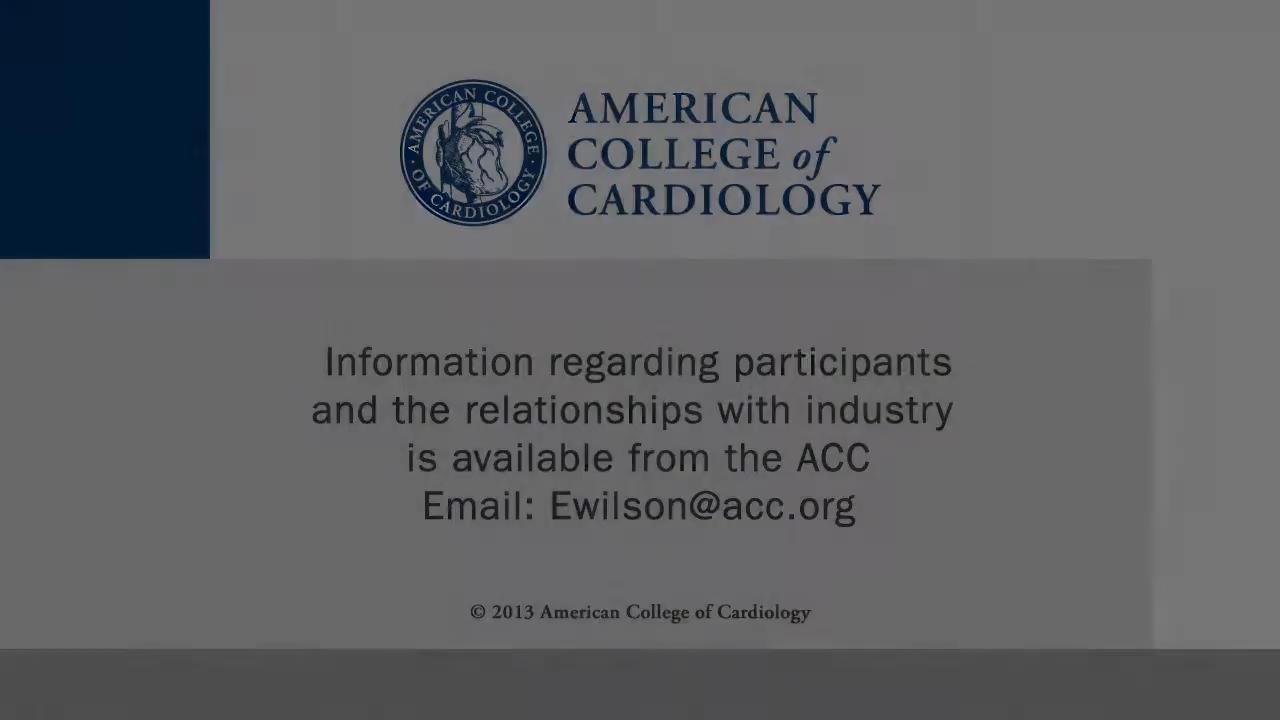 AMERICAN COLLEGE
OF CARDIOLOGY
AMERICAN
COLLEGE of
CARDIOLOGY
Information regarding participants
and the relationships with industry
is available from the ACC
Email: Ewilson@acc.org
© 2013 American College of Cardiology